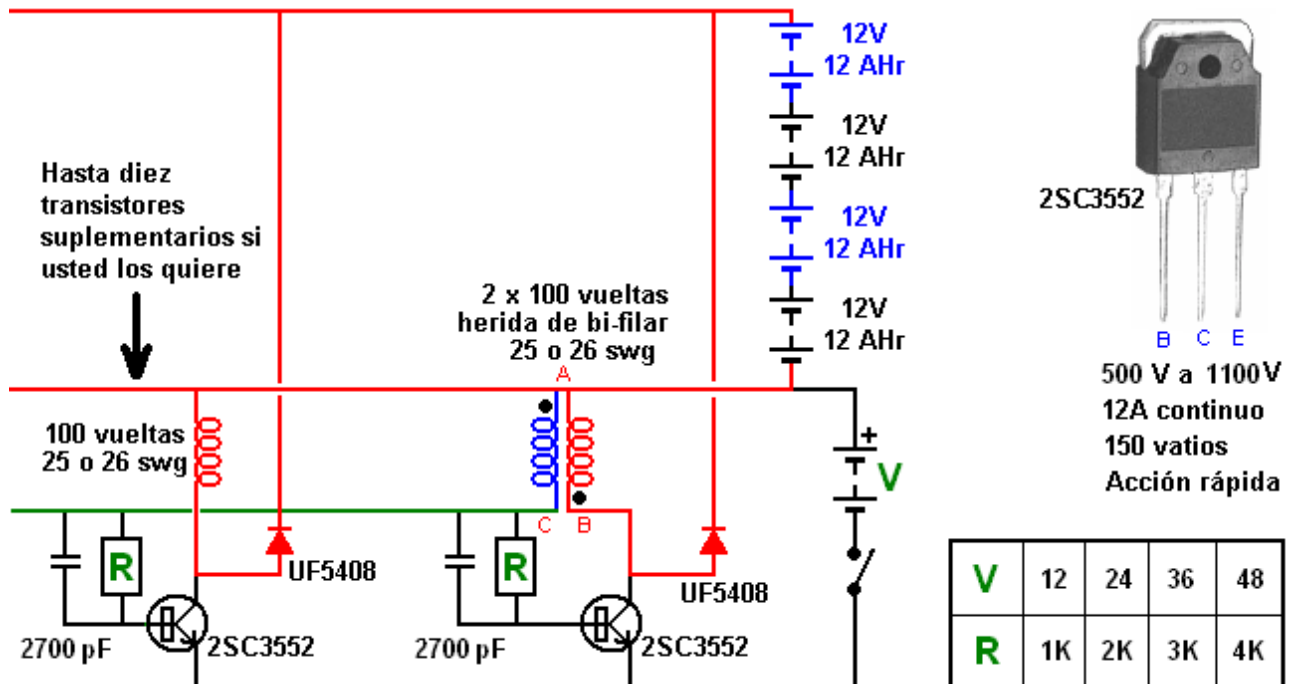 12V
12 AHr
12V
12 AHr
12V
12 AHr
12V
12 AHr
Hasta diez
transistores
suplementarios si
usted los quiere
2 x 100 vueltas
herida de bi-filar
25 o 26 swg
A
100 vueltas
25 o 26 swg
C B
+
V
R
UF5408
2700 pF
2SC3552
R
UF5408
2700 pF
2SC3552
2SC3552
B C E
500 V a 1100V
12A continuo
150 vatios
Acción rápida
V 12 24 36 48
R 1K 2K 3K 4K